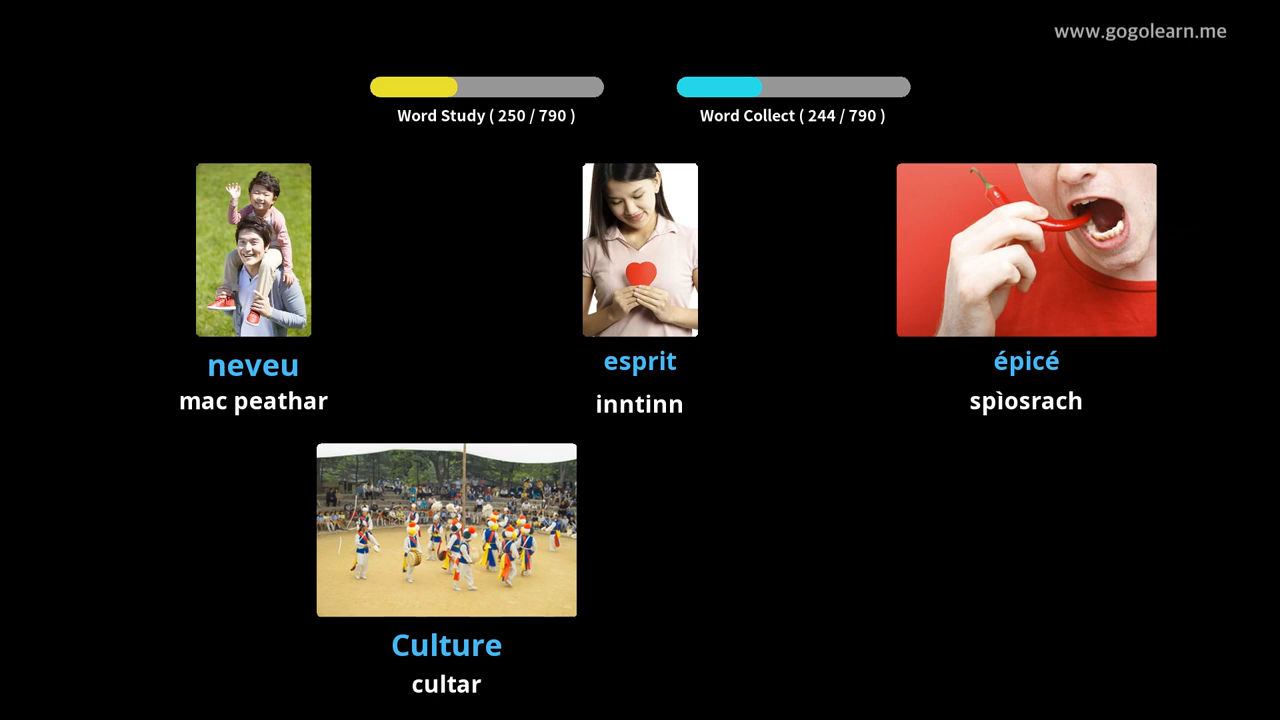 www.gogolearn.me
Word Study ( 250 / 790 )
Word Collect ( 244 / 790 )
neveu
mac peathar
esprit
inntinn
épicé
spìosrach
Culture
cultar